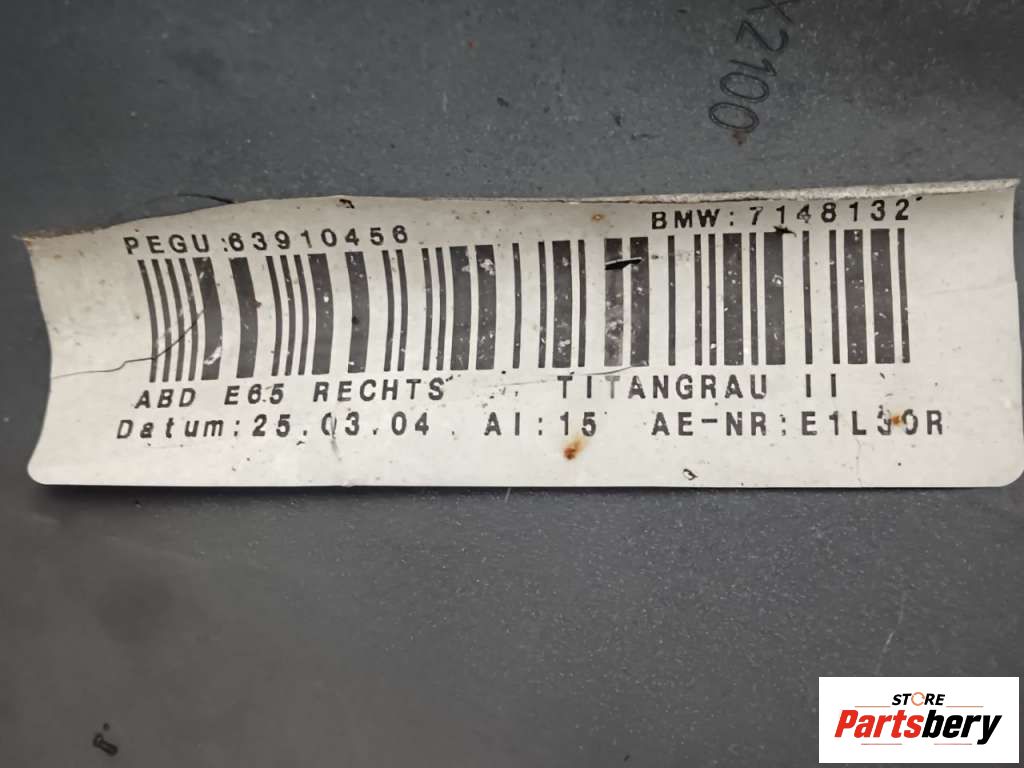 X2100
PEGU:63910456 BMW:7148132
ABD E65 RECHTS TITANGRAU II
Datum:25.03.04 AI:15 AE-NR:
STORE
Partsbery